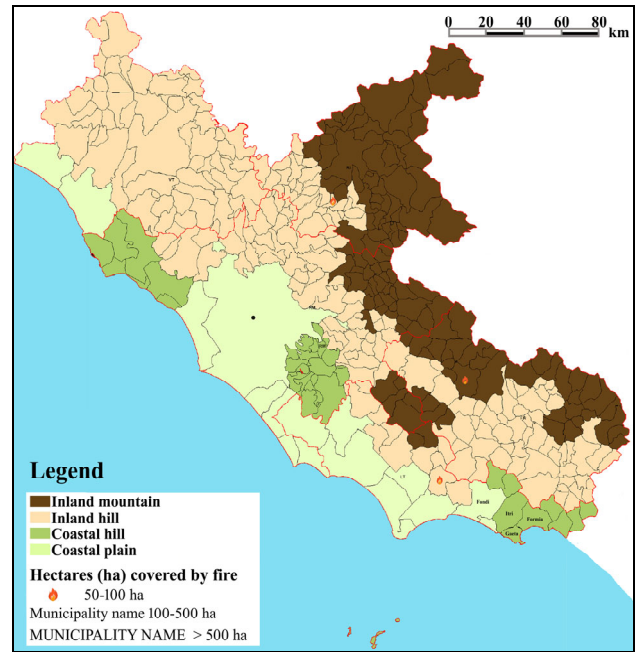 0 20 40 60 80
km
VT
Fondi
Itri
Formia
Gaeta
Legend
Inland mountain
Inland hill
Coastal hill
Coastal plain
Hectares (ha) covered by fire
50-100 ha
Municipality name 100-500 ha
MUNICIPALITY NAME > 500 ha